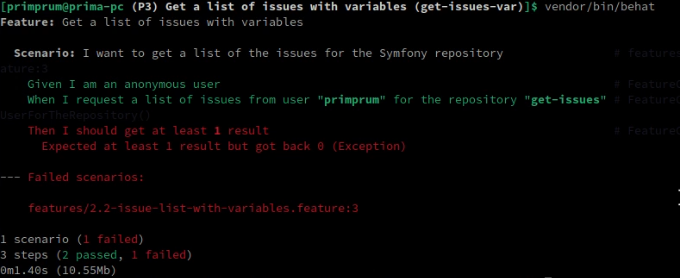 [primprum@prima-pc (P3) Get a list of issues with variables (get-issues-var)]$ vendor/bin/behat
Feature: Get a list of issues with variables
Scenario: I want to get a list of the issues for the Symfony repository # features
ature:3
Given I am an anonymous user # FeatureC
When I request a list of issues from user "primprum" for the repository "get-issues" # FeatureC
UserForTheRepository()
Then I should get at least 1 result # FeatureC
Expected at least 1 result but got back 0 (Exception)
--- Failed scenarios:
features/2.2-issue-list-with-variables.feature:3
1 scenario (1 failed)
3 steps (2 passed, 1 failed)
0m1.40s (10.55Mb)